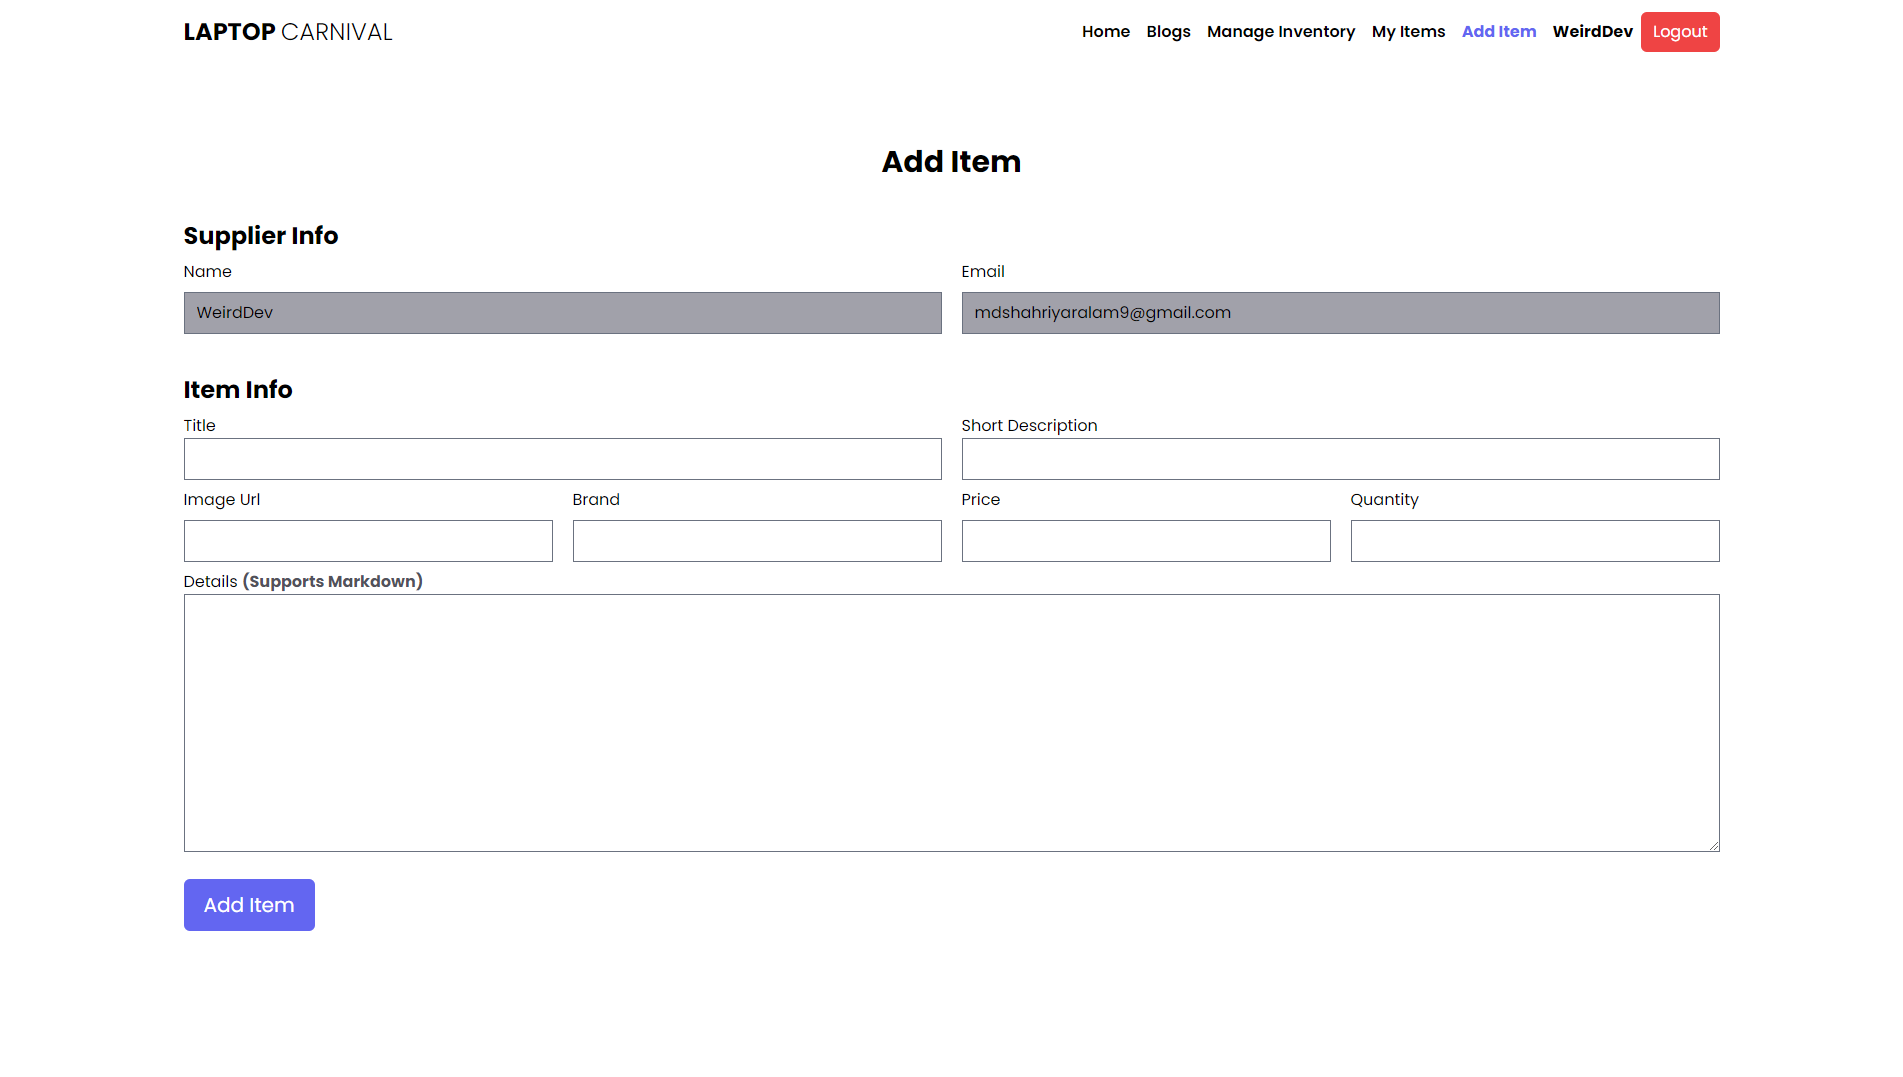 LAPTOP CARNIVAL Home Blogs Manage Inventory My Items Add Item WeirdDev Logout
Add Item
Supplier Info
Name Email
WeirdDev mdshahriyaralam9@gmail.com
Item Info
Title Short Description
Image Url Brand Price Quantity
Details (Supports Markdown)
Add Item